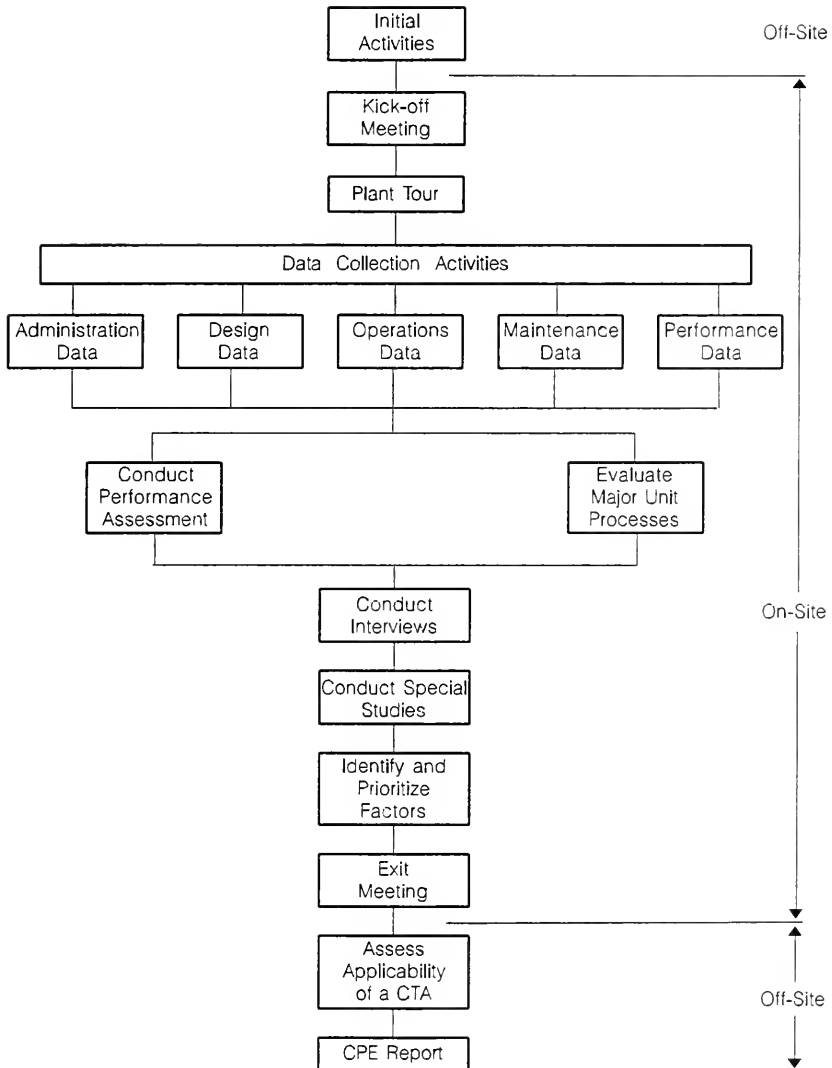 Initial
Activities
Off-Site
Kick-off
Meeting
Plant Tour
Data Collection Activities
Administration
Data
Design
Data
Operations
Data
Maintenance
Data
Performance
Data
Conduct
Performance
Assessment
Evaluate
Major Unit
Processes
Conduct
Interviews
On-Site
Conduct Special
Studies
Identify and
Prioritize
Factors
Exit
Meeting
Assess
Applicability
of a CTA
Off-Site
CPE Report